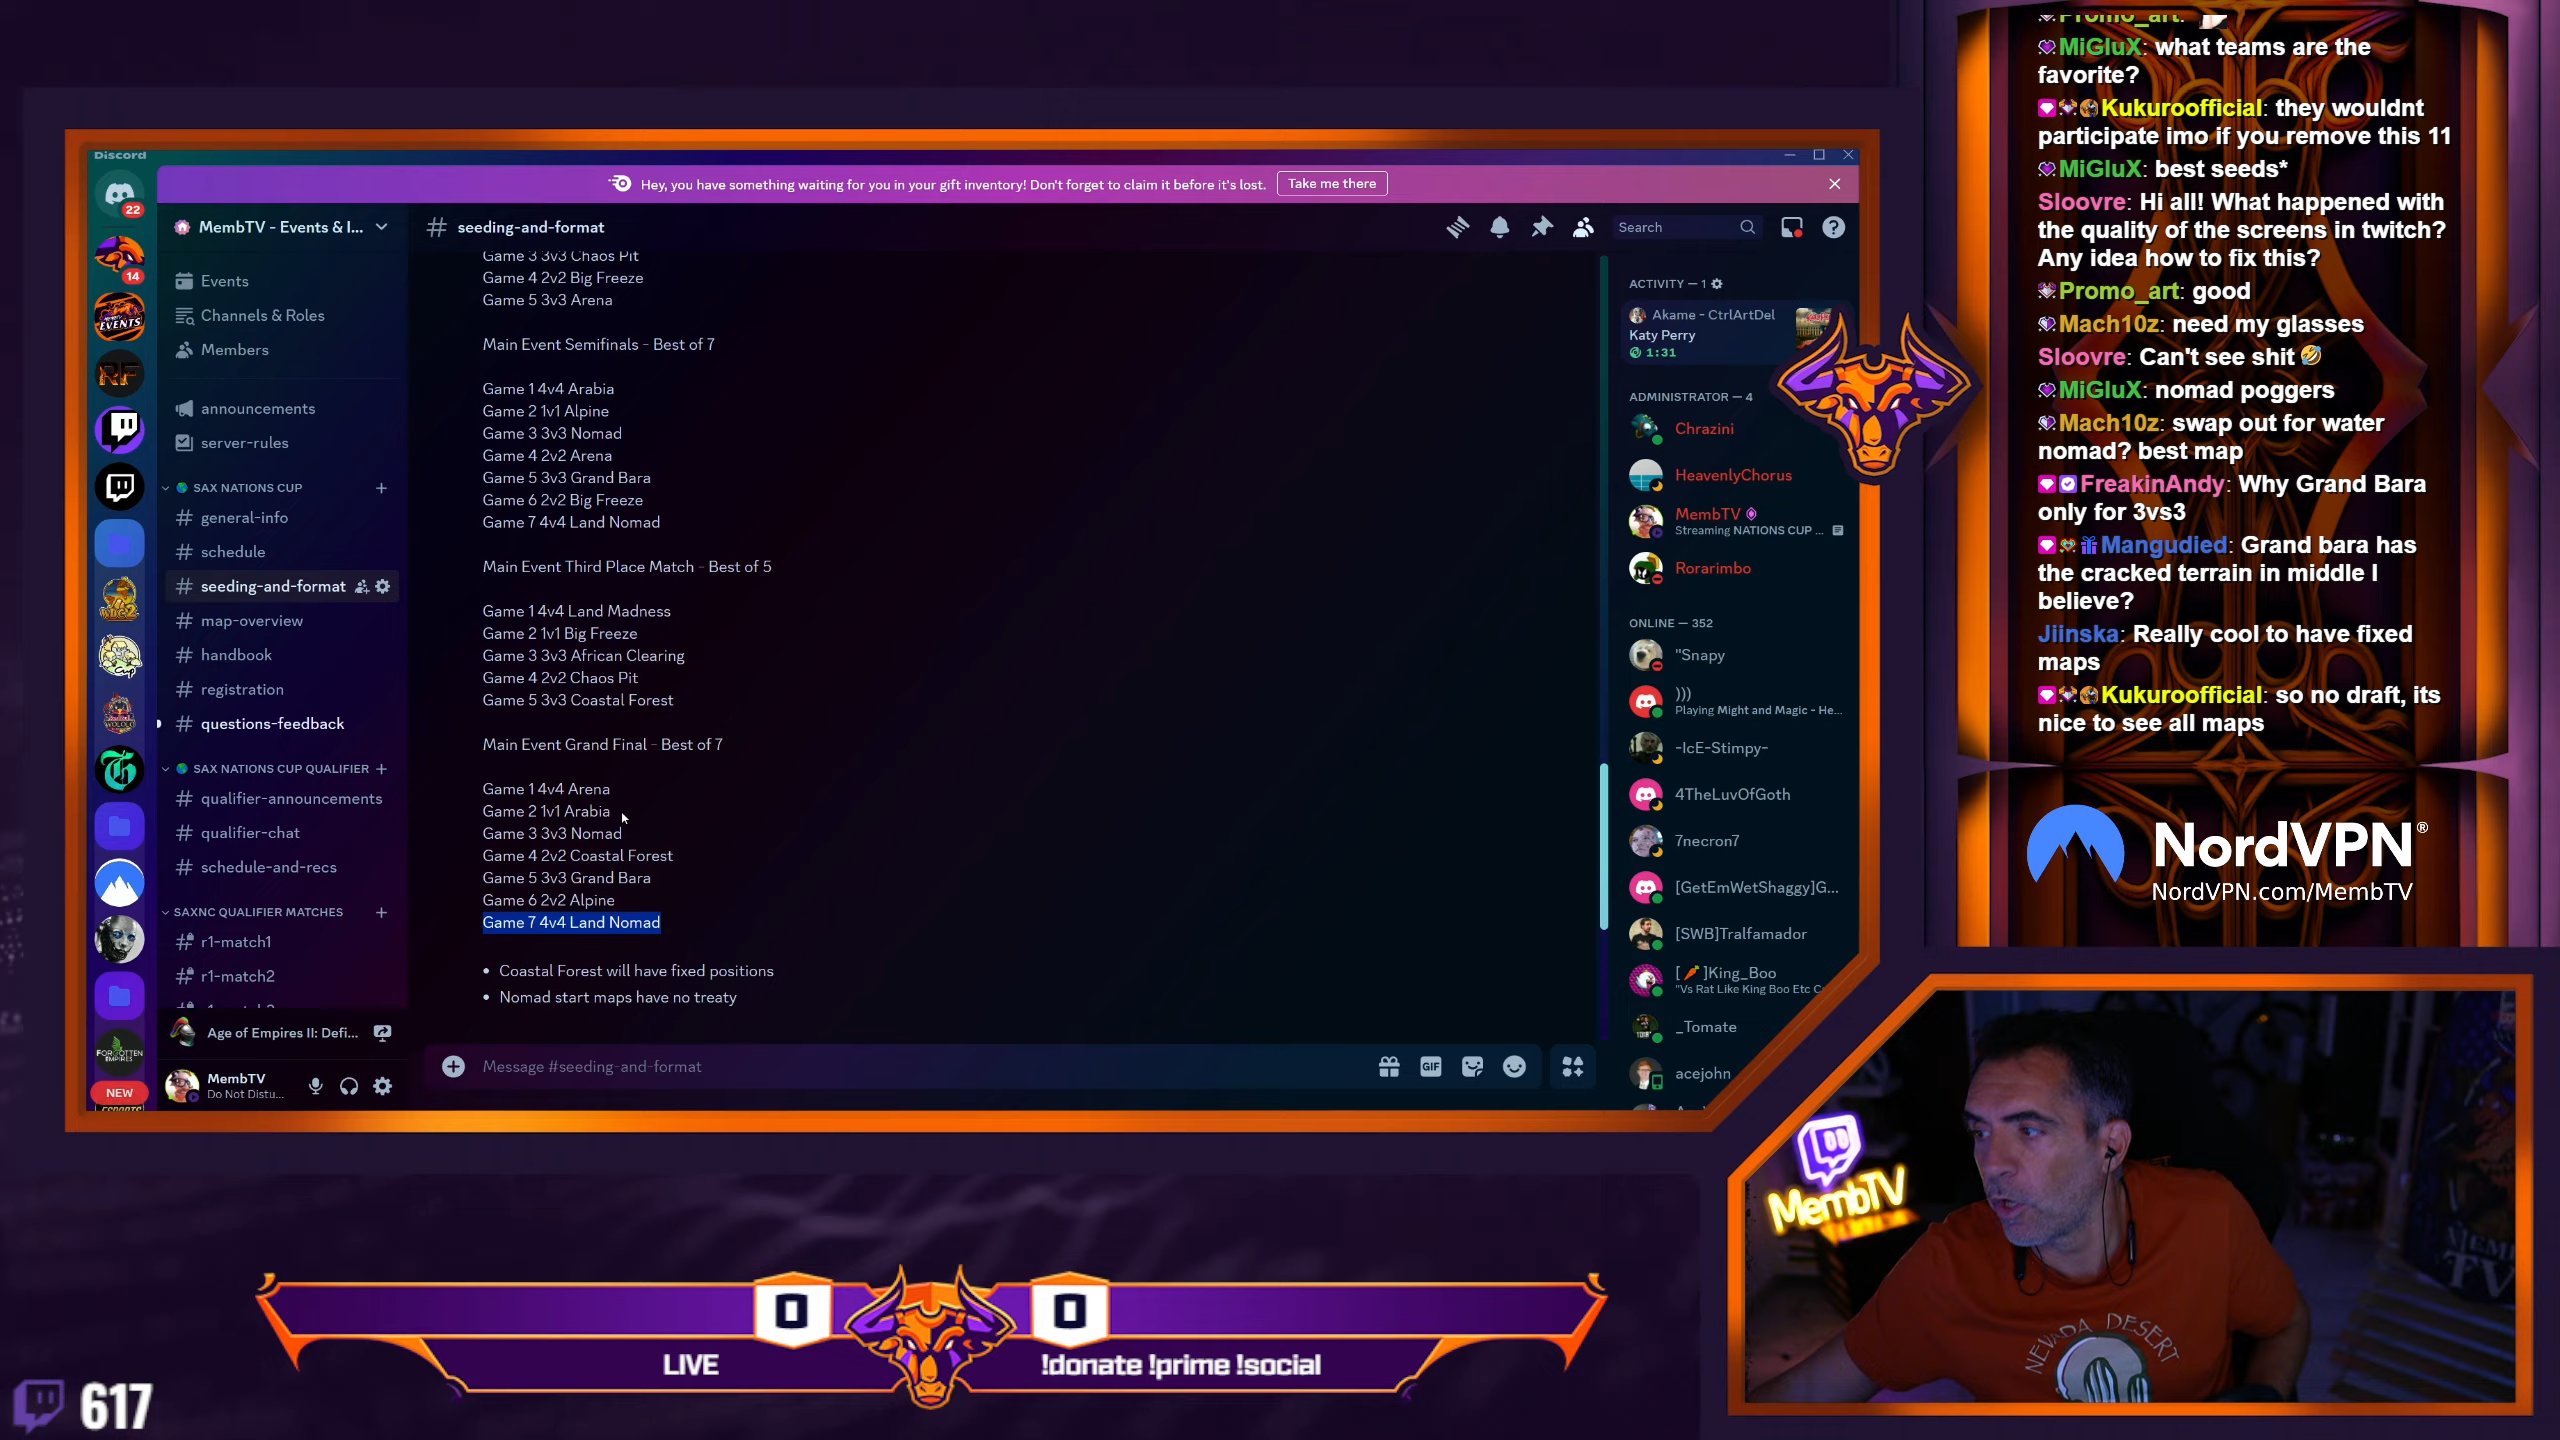 Discord
Hey, you have something waiting for you in your gift inventory! Don't forget to claim it before it's lost.
Take me there
22
14
NEW
MembTV - Events & I...
Events
Channels & Roles
Members
announcements
server-rules
SAX NATIONS CUP
general-info
schedule
seeding-and-format
map-overview
handbook
registration
questions-feedback
SAX NATIONS CUP QUALIFIER
qualifier-announcements
qualifier-chat
schedule-and-recs
SAXNC QUALIFIER MATCHES
r1-match1
r1-match2
Age of Empires II: Defi...
MembTV
Do Not Distu...
seeding-and-format
Search
Game 3 3v3 Chaos Pit
Game 4 2v2 Big Freeze
Game 5 3v3 Arena
Main Event Semifinals - Best of 7
Game 1 4v4 Arabia
Game 2 1v1 Alpine
Game 3 3v3 Nomad
Game 4 2v2 Arena
Game 5 3v3 Grand Bara
Game 6 2v2 Big Freeze
Game 7 4v4 Land Nomad
Main Event Third Place Match - Best of 5
Game 1 4v4 Land Madness
Game 2 1v1 Big Freeze
Game 3 3v3 African Clearing
Game 4 2v2 Chaos Pit
Game 5 3v3 Coastal Forest
Main Event Grand Final - Best of 7
Game 1 4v4 Arena
Game 2 1v1 Arabia
Game 3 3v3 Nomad
Game 4 2v2 Coastal Forest
Game 5 3v3 Grand Bara
Game 6 2v2 Alpine
Game 7 4v4 Land Nomad
• Coastal Forest will have fixed positions
• Nomad start maps have no treaty
Message #seeding-and-format
GIF
ACTIVITY — 1
Akame - CtrlArtDel
Katy Perry
1:31
ADMINISTRATOR — 4
Chrazini
HeavenlyChorus
MembTV
Streaming NATIONS CUP ...
Rorarimbo
ONLINE — 352
"Snapy
)))
Playing Might and Magic - He...
-IcE-Stimpy-
4TheLuvOfGoth
7necron7
[GetEmWetShaggy]G...
[SWB]Tralfamador
[🥕]King_Boo
"Vs Rat Like King Boo Etc C
_Tomate
acejohn
Promo_art:
MiGluX: what teams are the
favorite?
Kukuroofficial: they wouldnt
participate imo if you remove this 11
MiGluX: best seeds*
Sloovre: Hi all! What happened with
the quality of the screens in twitch?
Any idea how to fix this?
Promo_art: good
Mach10z: need my glasses
Sloovre: Can't see shit 🤣
MiGluX: nomad poggers
Mach10z: swap out for water
nomad? best map
FreakinAndy: Why Grand Bara
only for 3vs3
Mangudied: Grand bara has
the cracked terrain in middle I
believe?
Jiinska: Really cool to have fixed
maps
Kukuroofficial: so no draft, its
nice to see all maps
NordVPN®
NordVPN.com/MembTV
MembTV
NEVADA DESERT
0
0
LIVE
!donate !prime !social
617